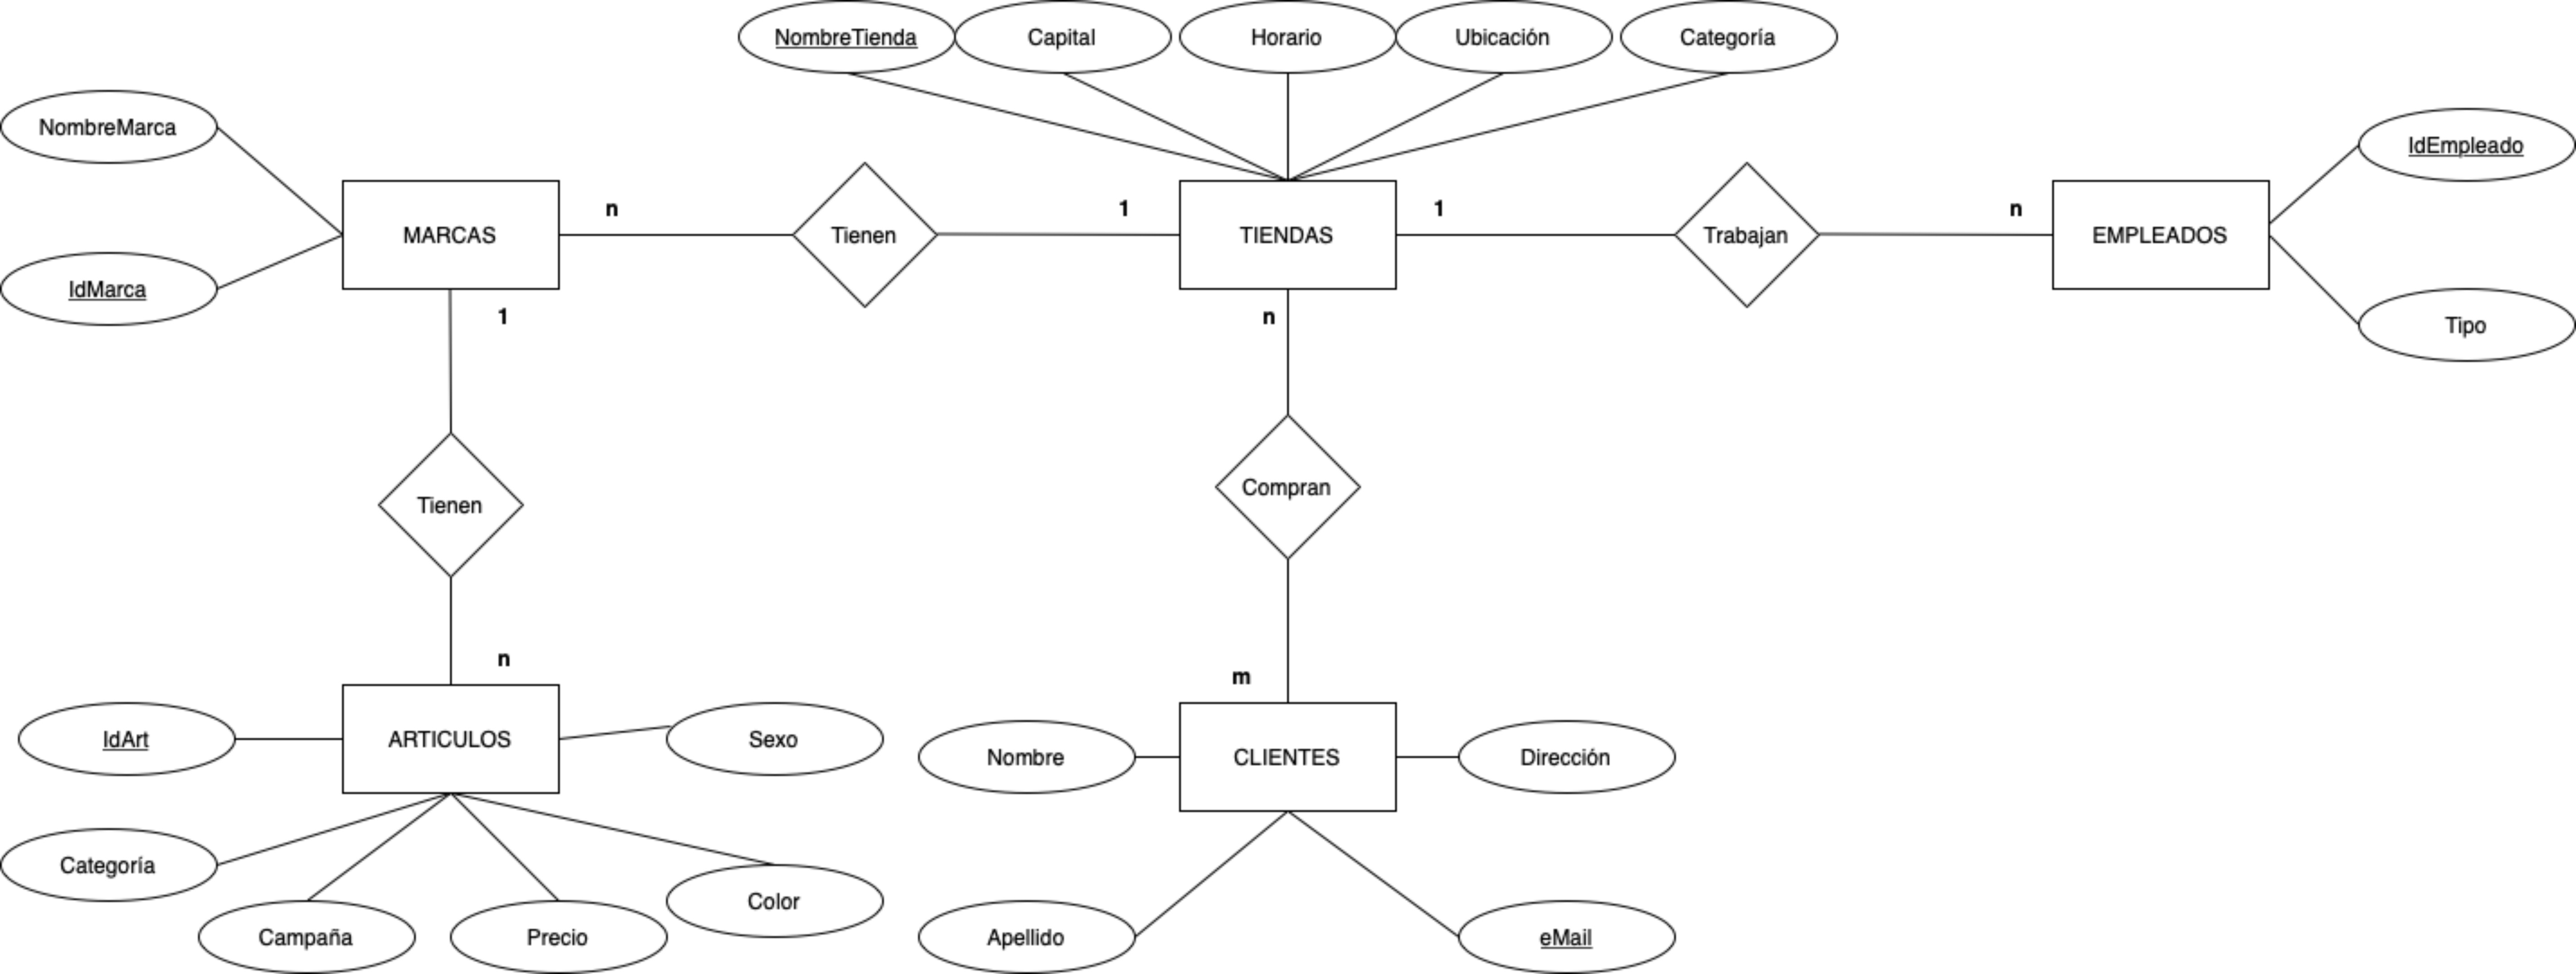 NombreTienda
Capital
Horario
Ubicación
Categoría
NombreMarca
IdEmpleado
MARCAS
n
Tienen
1
TIENDAS
1
Trabajan
n
EMPLEADOS
IdMarca
1
n
Tipo
Tienen
Compran
n
m
IdArt
ARTICULOS
Sexo
Nombre
CLIENTES
Dirección
Categoría
Color
Campaña
Precio
Apellido
eMail